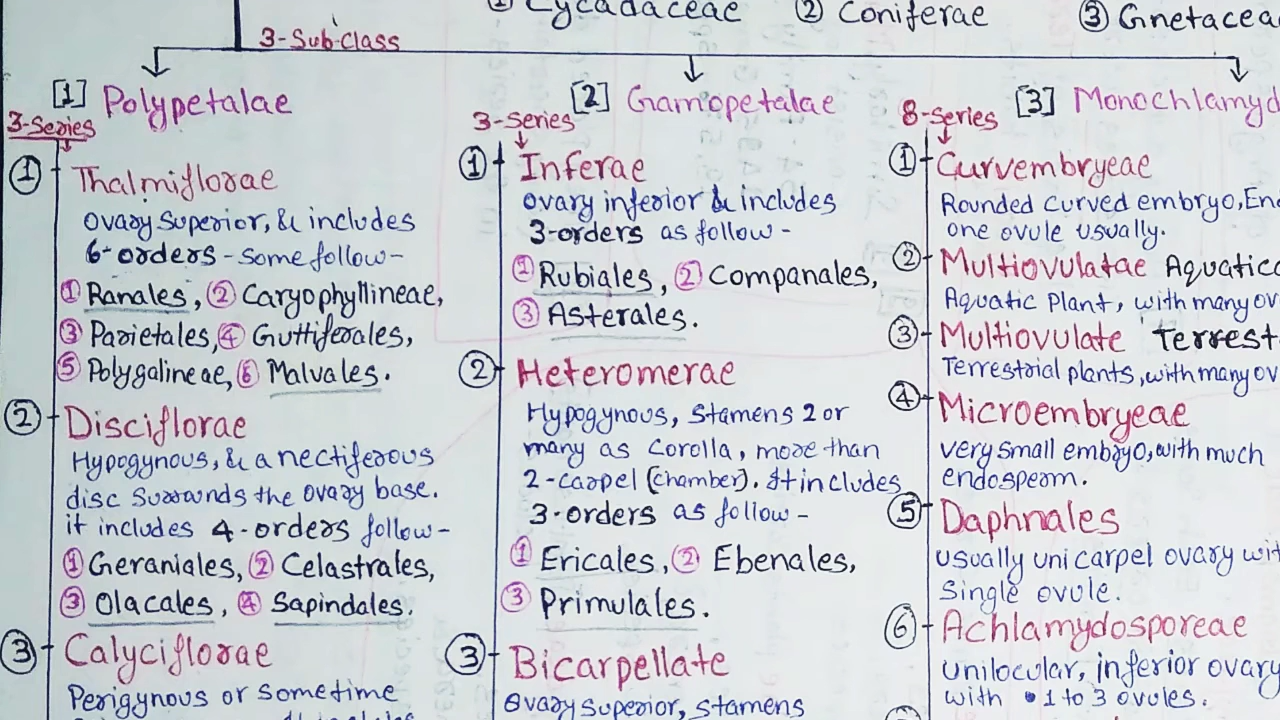 ① Cycadaceae ② Coniferae ③ Gnetacea
3-Sub-class
[1] Polypetalae
3-Series
① Thalmiflorae
Ovary Superior, & includes
6-orders - some follow-
① Ranales, ② Caryophyllineae,
③ Parietales, ④ Guttiferales,
⑤ Polygalineae, ⑥ Malvales.
② Disciflorae
Hypogynous, & a nectiferous
disc Surrounds the ovary base.
it includes 4-orders follow-
① Geraniales, ② Celastrales,
③ Olacales, ④ Sapindales.
③ Calyciflorae
Perigynous or sometime
[2] Gamopetalae
3-Series
① Inferae
Ovary inferior & includes
3-orders as follow-
① Rubiales, ② Companales,
③ Asterales.
② Heteromerae
Hypogynous, Stamens 2 or
many as Corolla, more than
2-carpel (chamber). It includes
3-orders as follow-
① Ericales, ② Ebenales,
③ Primulales.
③ Bicarpellate
Ovary Superior, Stamens
[3] Monochlamyd
8-series
① Curvembryeae
Rounded curved embryo, En
one ovule usually.
② Multiovulatae Aquatic
Aquatic Plant, with many ov
③ Multiovulate Terrest
Terrestrial plants, with many ov
④ Microembryeae
very small embryo, with much
endosperm.
⑤ Daphnales
usually unicarpel ovary wit
Single ovule.
⑥ Achlamydosporeae
Unilocular, inferior ovary
with 1 to 3 ovules.